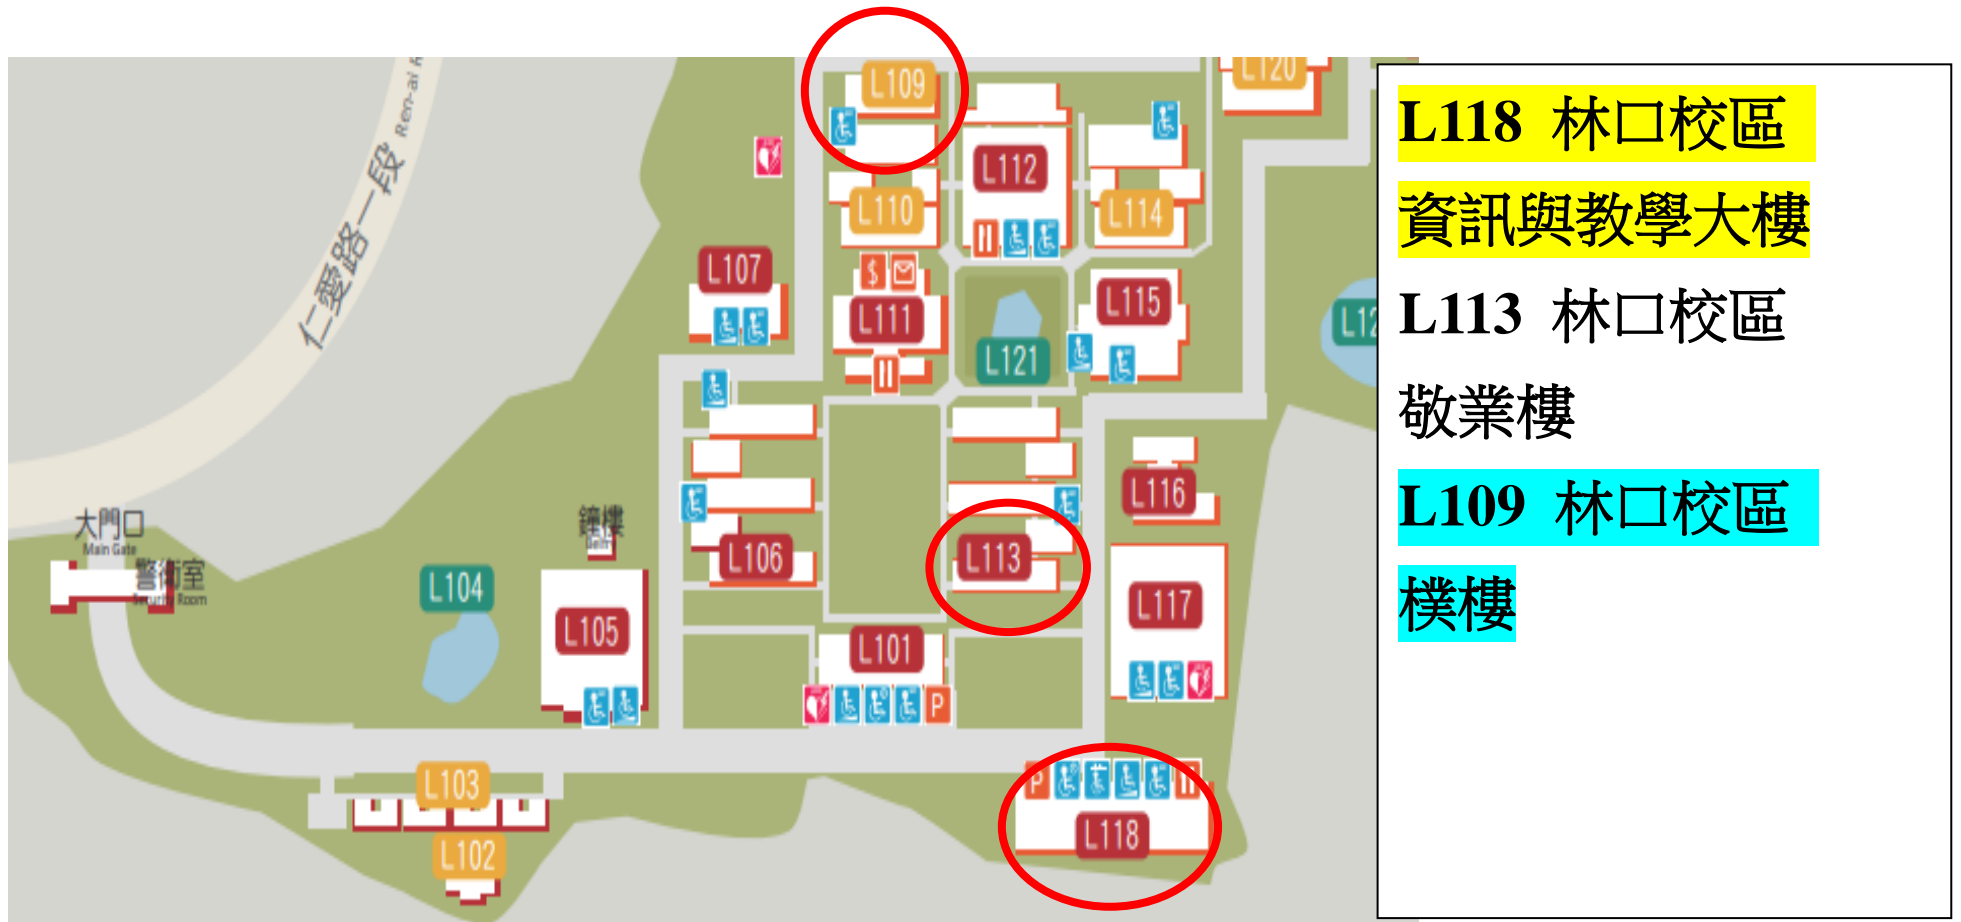 L109
L120
L112
L110
L114
仁愛路一段 Ren-ai R
L107
$
L111
L115
L121
L12
大門口
Main Gate
警衛室
Security Room
鐘樓
L116
L106
L113
L104
L105
L117
L101
P
L103
P
L118
L102
L118 林口校區
資訊與教學大樓
L113 林口校區
敬業樓
L109 林口校區
樸樓